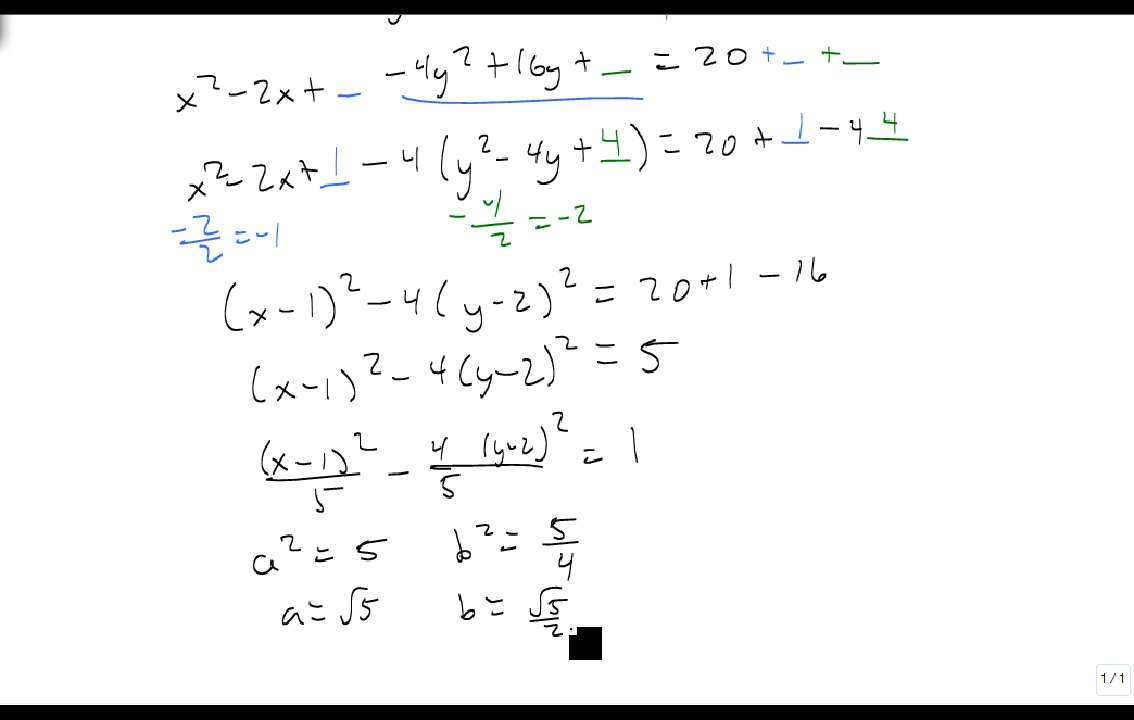 x² - 2x + _ - 4y² + 16y + _ = 20 + _ + _
x² - 2x + 1 - 4 (y² - 4y + 4) = 20 + 1 - 4 4
-2/2 = -1 -4/2 = -2
(x - 1)² - 4 (y - 2)² = 20 + 1 - 16
(x - 1)² - 4 (y - 2)² = 5
(x - 1)²/5 - 4 (y - 2)²/5 = 1
a² = 5 b² = 5/4
a = √5 b = √5/2
1/1